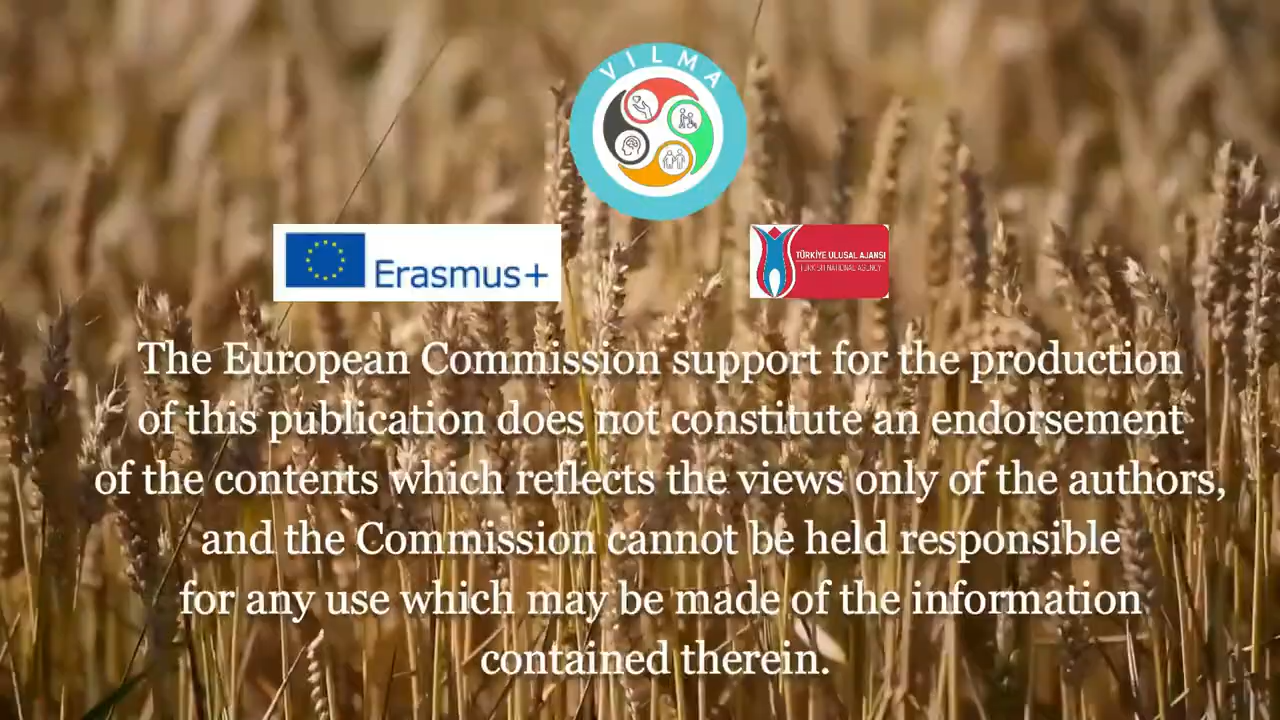 VILMA
Erasmus+
TÜRKİYE ULUSAL AJANSI
TURKISH NATIONAL AGENCY
The European Commission support for the production
of this publication does not constitute an endorsement
of the contents which reflects the views only of the authors,
and the Commission cannot be held responsible
for any use which may be made of the information
contained therein.